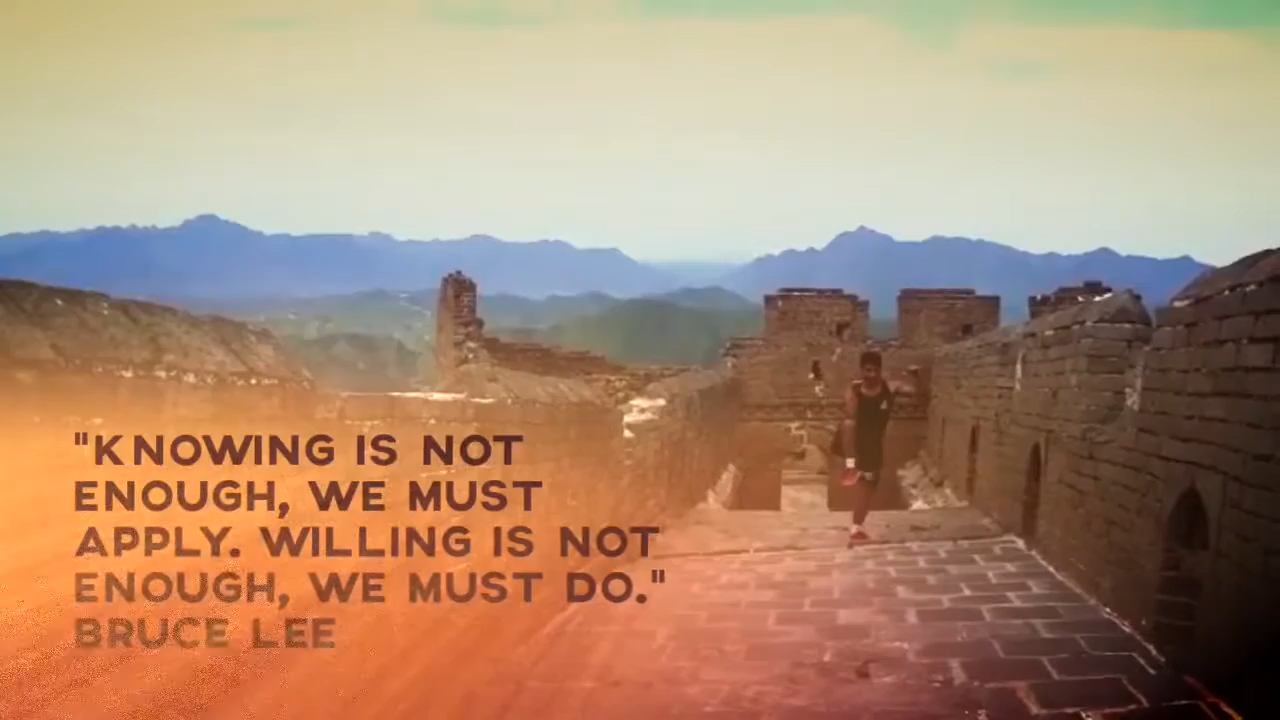 "KNOWING IS NOT
ENOUGH, WE MUST
APPLY. WILLING IS NOT
ENOUGH, WE MUST DO."
BRUCE LEE